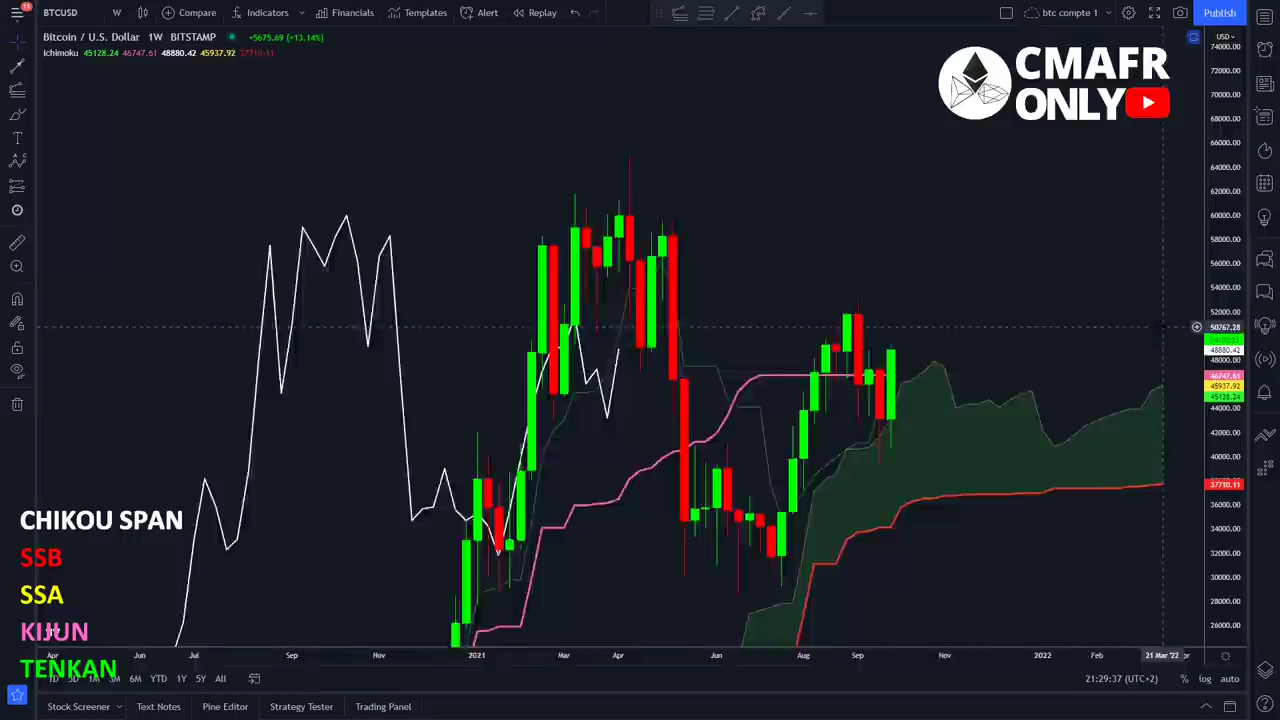 11
BTCUSD W Compare Indicators Financials Templates Alert Replay btc compte 1 Publish
Bitcoin / U.S. Dollar 1W BITSTAMP +5675.69 (+13.14%)
Ichimoku 45128.24 46747.61 48880.42 45937.92 37710.11
CMAFR
ONLY
USD
74000.00
72000.00
70000.00
68000.00
66000.00
64000.00
62000.00
60000.00
58000.00
56000.00
54000.00
52000.00
50767.28
48880.42
48000.00
46747.61
45937.92
45128.24
44000.00
42000.00
40000.00
37710.11
36000.00
34000.00
32000.00
30000.00
28000.00
26000.00
CHIKOU SPAN
SSB
SSA
KIJUN
TENKAN
Apr Jun Jul Sep Nov 2021 Mar Apr Jun Aug Sep Nov 2022 Feb 21 Mar '22
1D 5D 1M 3M 6M YTD 1Y 5Y All 21:29:37 (UTC+2) % log auto
Stock Screener Text Notes Pine Editor Strategy Tester Trading Panel